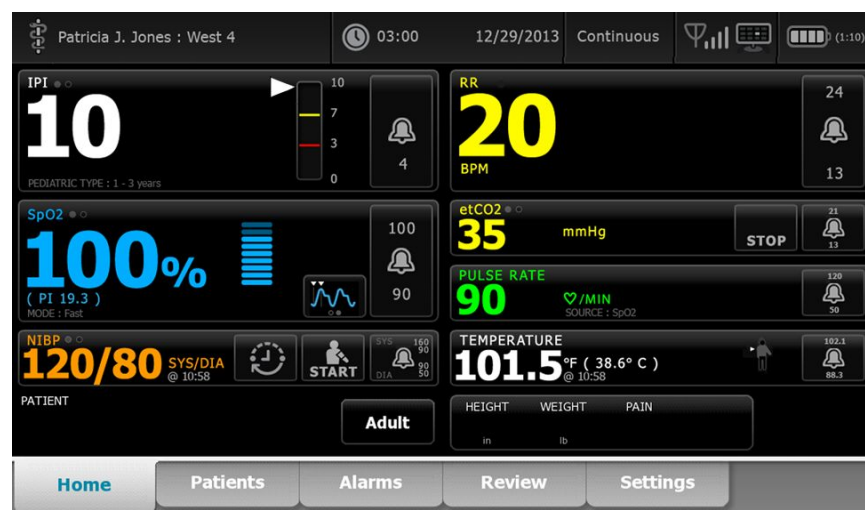 Patricia J. Jones : West 4
03:00
12/29/2013
Continuous
(1:10)
IPI
10
10
7
3
0
4
PEDIATRIC TYPE : 1 - 3 years
RR
20
BPM
24
13
SpO2
100%
( PI 19.3 )
MODE : Fast
100
90
etCO2
35
mmHg
STOP
21
13
PULSE RATE
90
/MIN
SOURCE : SpO2
120
50
NIBP
120/80
SYS/DIA
@ 10:58
START
SYS 160
90
DIA 90
50
TEMPERATURE
101.5 °F ( 38.6° C )
@ 10:58
102.1
88.3
PATIENT
Adult
HEIGHT WEIGHT PAIN
in lb
Home Patients Alarms Review Settings